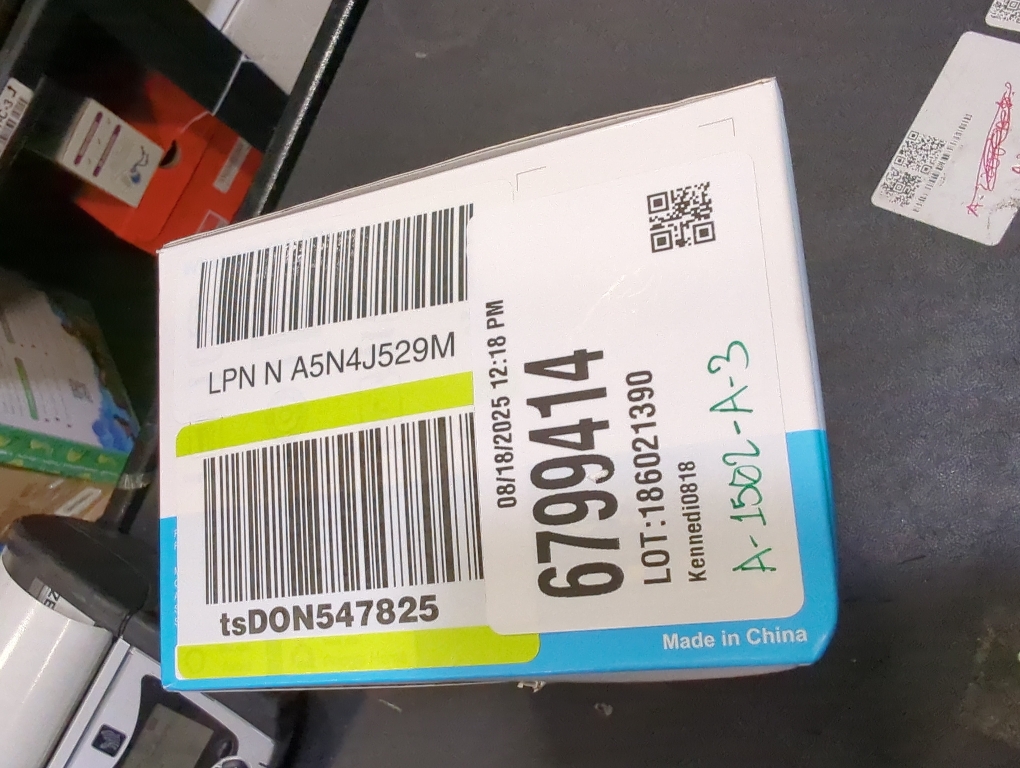 LPN N A5N4J529M
tsDON547825
08/18/2025 12:18 PM
6799414
LOT:186021390
Kennedi0818
A-1502-A-3
Made in China